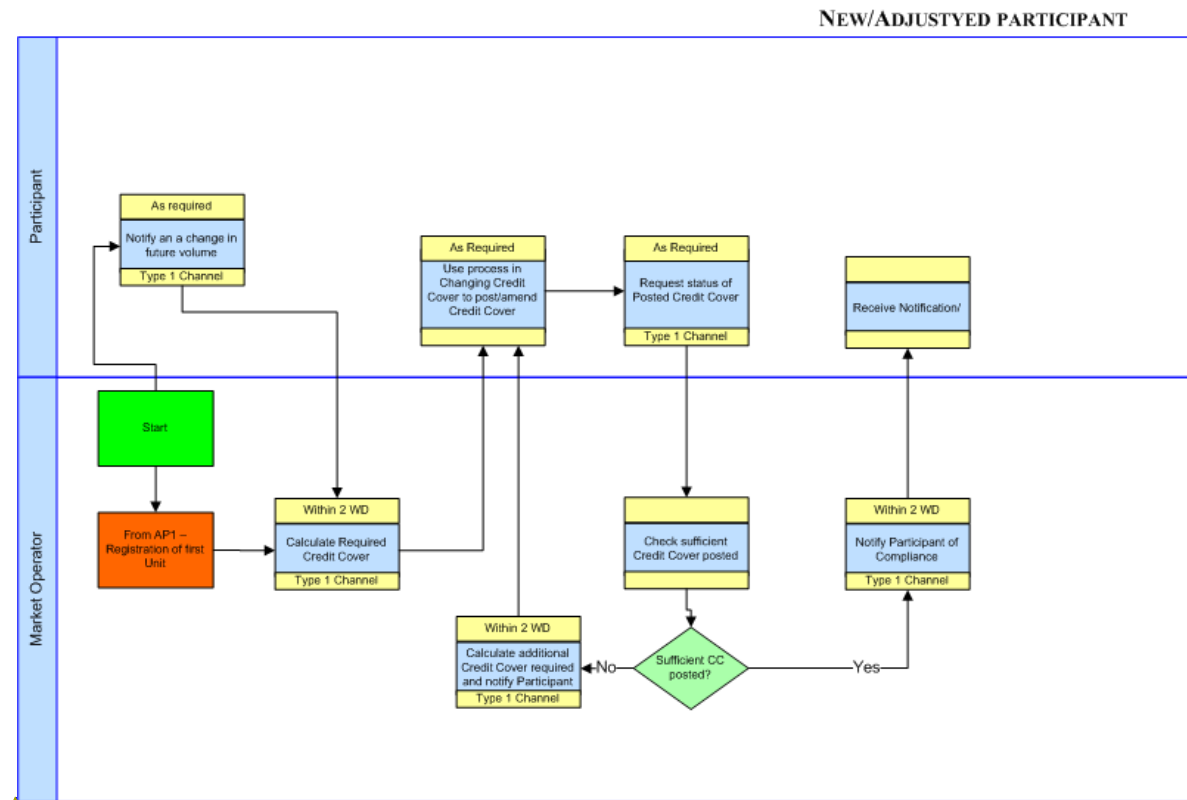 NEW/ADJUSTYED PARTICIPANT
Participant
As required
Notify an a change in
future volume
Type 1 Channel
As Required
Use process in
Changing Credit
Cover to post/amend
Credit Cover
As Required
Request status of
Posted Credit Cover
Type 1 Channel
Receive Notification/
Market Operator
Start
From AP1 –
Registration of first
Unit
Within 2 WD
Calculate Required
Credit Cover
Type 1 Channel
Check sufficient
Credit Cover posted
Within 2 WD
Notify Participant of
Compliance
Type 1 Channel
Within 2 WD
Calculate additional
Credit Cover required
and notify Participant
Type 1 Channel
No
Sufficient CC
posted?
Yes